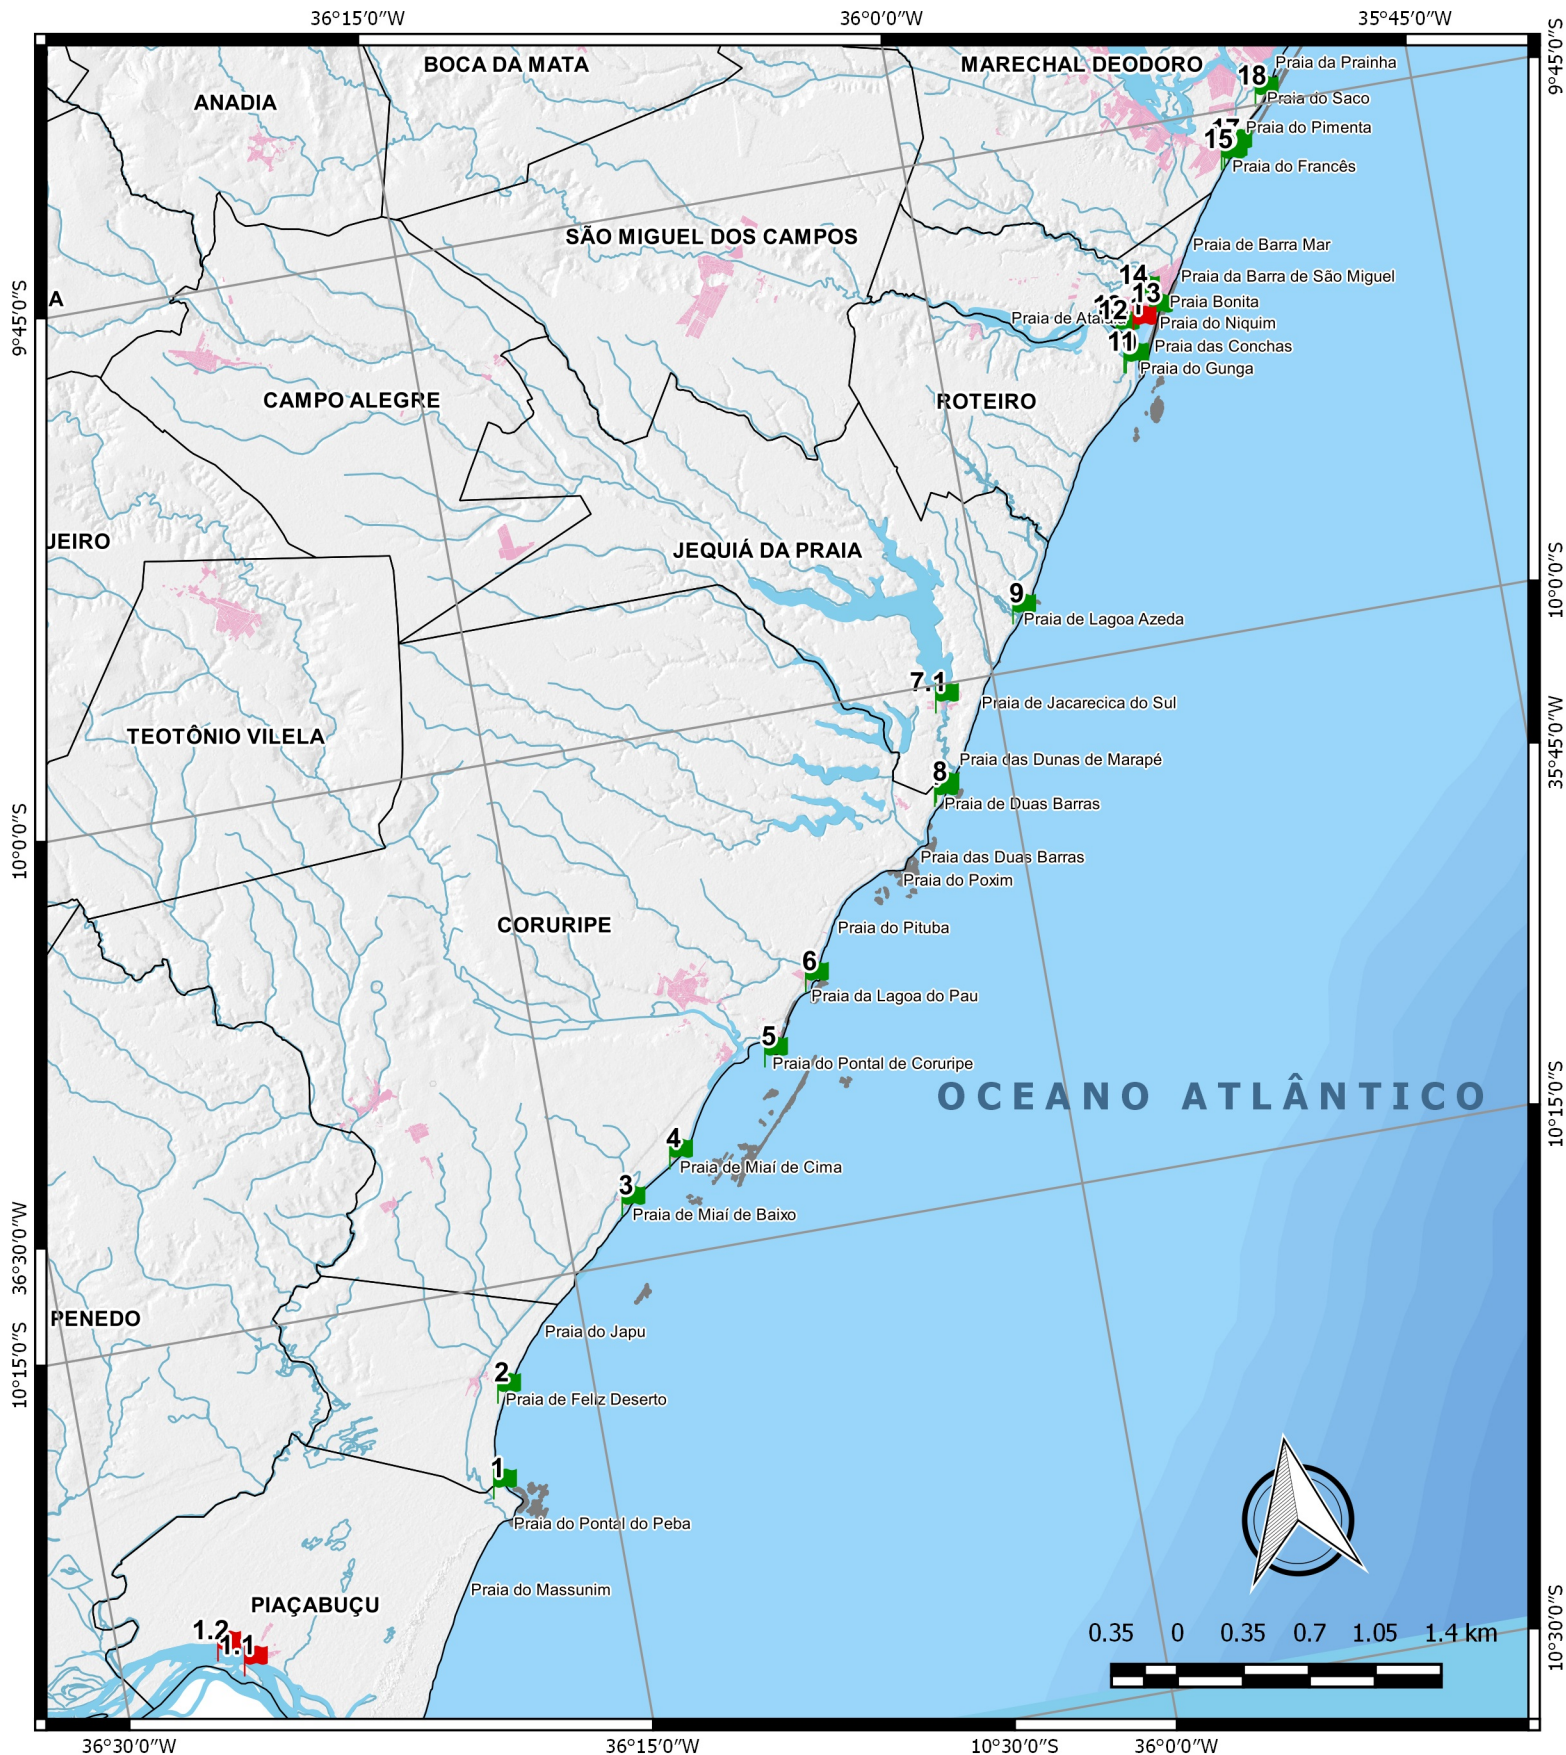 36°15'0"W
36°0'0"W
35°45'0"W
9°45'0"S
BOCA DA MATA
MARECHAL DEODORO
Praia da Prainha
18
ANADIA
Praia do Saco
17
Praia do Pimenta
15
Praia do Francês
SÃO MIGUEL DOS CAMPOS
Praia de Barra Mar
14
Praia da Barra de São Miguel
13
A
Praia Bonita
12
Praia de Atalaia
Praia do Niquim
9°45'0"S
11
Praia das Conchas
Praia do Gunga
CAMPO ALEGRE
ROTEIRO
JEIRO
JEQUIÁ DA PRAIA
10°0'0"S
9
Praia de Lagoa Azeda
7.1
Praia de Jacarecica do Sul
TEOTÔNIO VILELA
35°45'0"W
Praia das Dunas de Marapé
8
Praia de Duas Barras
10°0'0"S
Praia das Duas Barras
Praia do Poxim
CORURIPE
Praia do Pituba
6
Praia da Lagoa do Pau
5
Praia do Pontal de Coruripe
OCEANO ATLÂNTICO
10°15'0"S
4
Praia de Miaí de Cima
3
Praia de Miaí de Baixo
36°30'0"W
PENEDO
Praia do Japu
10°15'0"S
2
Praia de Feliz Deserto
1
Praia do Pontal do Peba
Praia do Massunim
PIAÇABUÇU
1.2
1.1
0.35 0 0.35 0.7 1.05 1.4 km
10°30'0"S
36°30'0"W
36°15'0"W
10°30'0"S
36°0'0"W